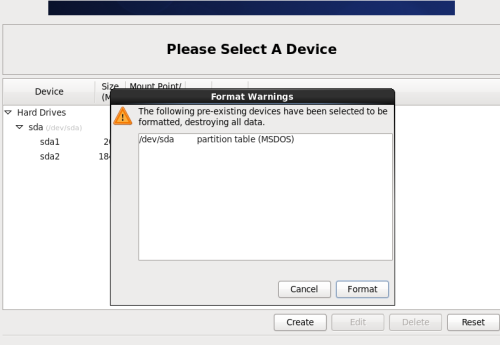 Please Select A Device
Device
Size
Mount Point/
Format Warnings
The following pre-existing devices have been selected to be
formatted, destroying all data.
Hard Drives
sda (/dev/sda)
sda1
sda2
/dev/sda partition table (MSDOS)
Cancel Format
Create Edit Delete Reset